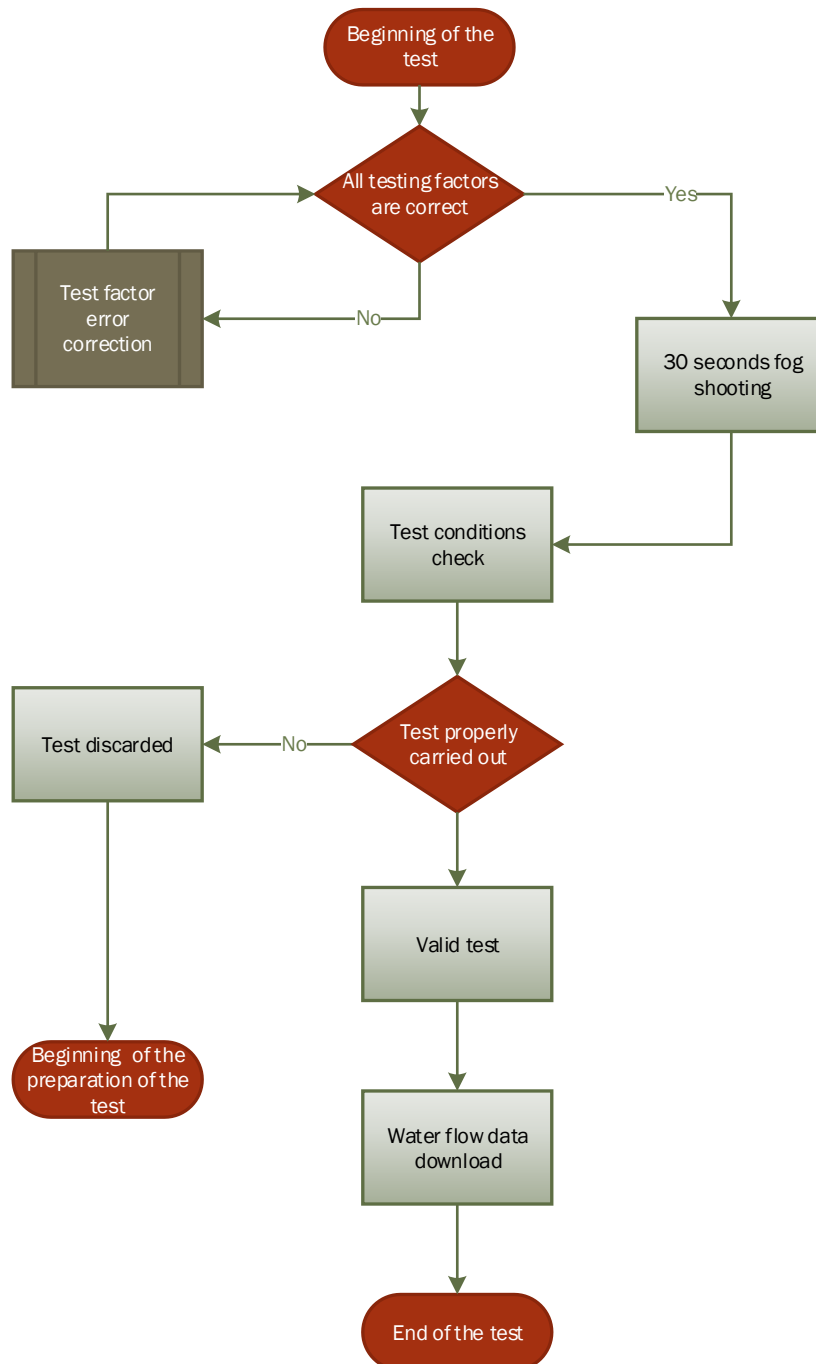 Beginning of the
test
All testing factors
are correct
Yes
Test factor
error
correction
No
30 seconds fog
shooting
Test conditions
check
Test discarded
No
Test properly
carried out
Valid test
Beginning of the
preparation of the
test
Water flow data
download
End of the test